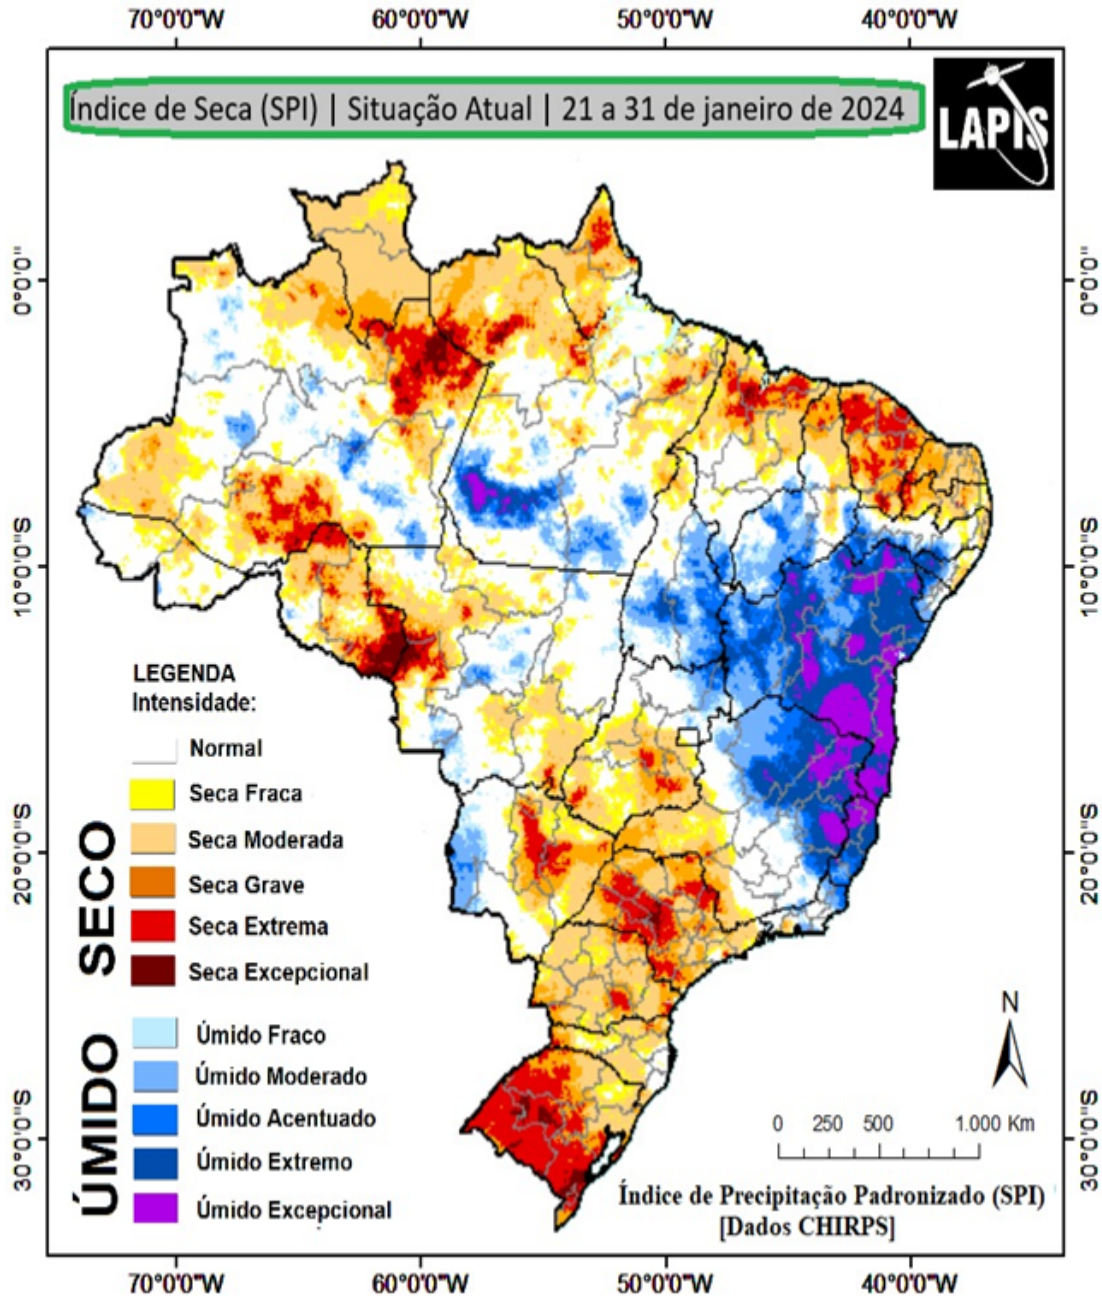 70°0'0"W 60°0'0"W 50°0'0"W 40°0'0"W
Índice de Seca (SPI) | Situação Atual | 21 a 31 de janeiro de 2024
LAPIS
0°0'0"
0°0'0"
10°0'0"S
10°0'0"S
LEGENDA
Intensidade:
Normal
Seca Fraca
Seca Moderada
Seca Grave
Seca Extrema
Seca Excepcional
SECO
20°0'0"S
20°0'0"S
Úmido Fraco
Úmido Moderado
Úmido Acentuado
Úmido Extremo
Úmido Excepcional
ÚMIDO
N
0 250 500 1.000 Km
30°0'0"S
30°0'0"S
Índice de Precipitação Padronizado (SPI)
[Dados CHIRPS]
70°0'0"W 60°0'0"W 50°0'0"W 40°0'0"W